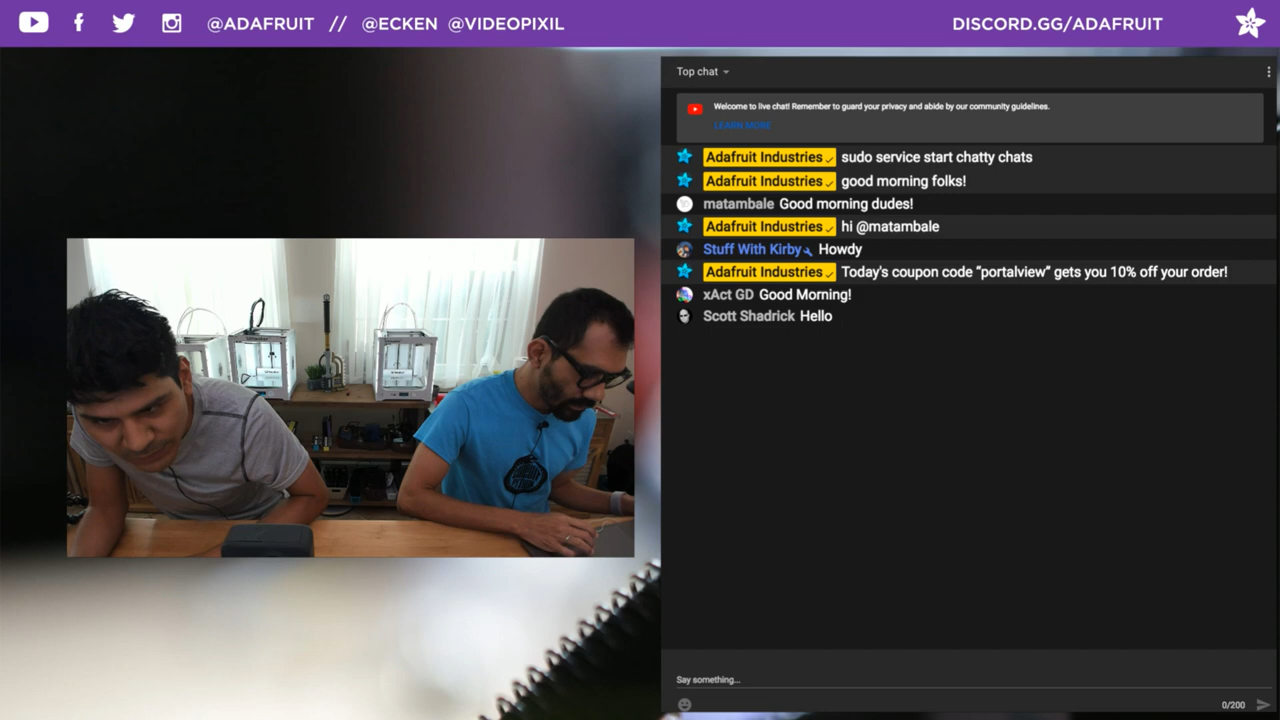 @ADAFRUIT // @ECKEN @VIDEOPIXIL
DISCORD.GG/ADAFRUIT
Top chat
Welcome to live chat! Remember to guard your privacy and abide by our community guidelines.
LEARN MORE
Adafruit Industries sudo service start chatty chats
Adafruit Industries good morning folks!
matambale Good morning dudes!
Adafruit Industries hi @matambale
Stuff With Kirby Howdy
Adafruit Industries Today's coupon code “portalview” gets you 10% off your order!
xAct GD Good Morning!
Scott Shadrick Hello
Say something...
0/200